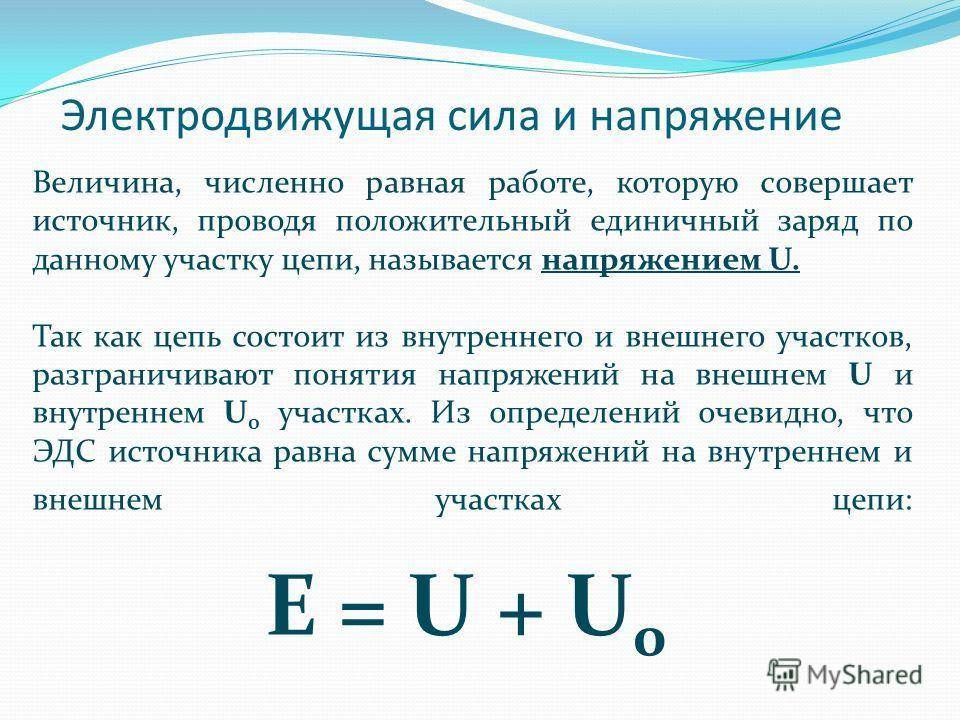 Электродвижущая сила и напряжение
Величина, численно равная работе, которую совершает
источник, проводя положительный единичный заряд по
данному участку цепи, называется напряжением U.
Так как цепь состоит из внутреннего и внешнего участков,
разграничивают понятия напряжений на внешнем U и
внутреннем U₀ участках. Из определений очевидно, что
ЭДС источника равна сумме напряжений на внутреннем и
внешнем участках цепи:
E = U + U₀
MyShared